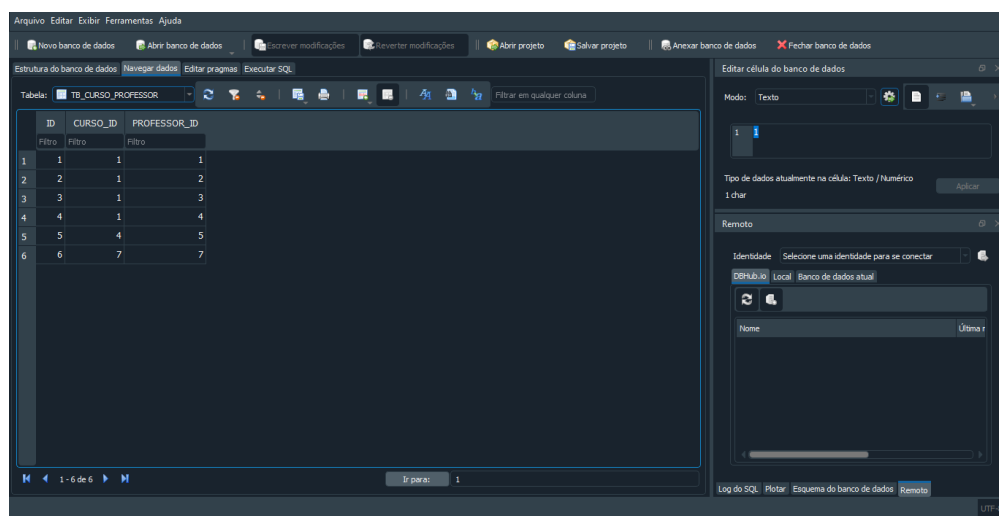 Arquivo Editar Exibir Ferramentas Ajuda
Novo banco de dados Abrir banco de dados Escrever modificações Reverter modificações Abrir projeto Salvar projeto Anexar banco de dados Fechar banco de dados
Estrutura do banco de dados Navegar dados Editar pragmas Executar SQL
Tabela: TB_CURSO_PROFESSOR Filtrar em qualquer coluna
ID CURSO_ID PROFESSOR_ID
Filtro Filtro Filtro
1 1 1 1
2 2 1 2
3 3 1 3
4 4 1 4
5 5 4 5
6 6 7 7
1 - 6 de 6 Ir para: 1
Editar célula do banco de dados
Modo: Texto
1 1
Tipo de dados atualmente na célula: Texto / Numérico
1 char
Aplicar
Remoto
Identidade Selecione uma identidade para se conectar
DBHub.io Local Banco de dados atual
Nome Última r
Log do SQL Plotar Esquema do banco de dados Remoto
UTF-